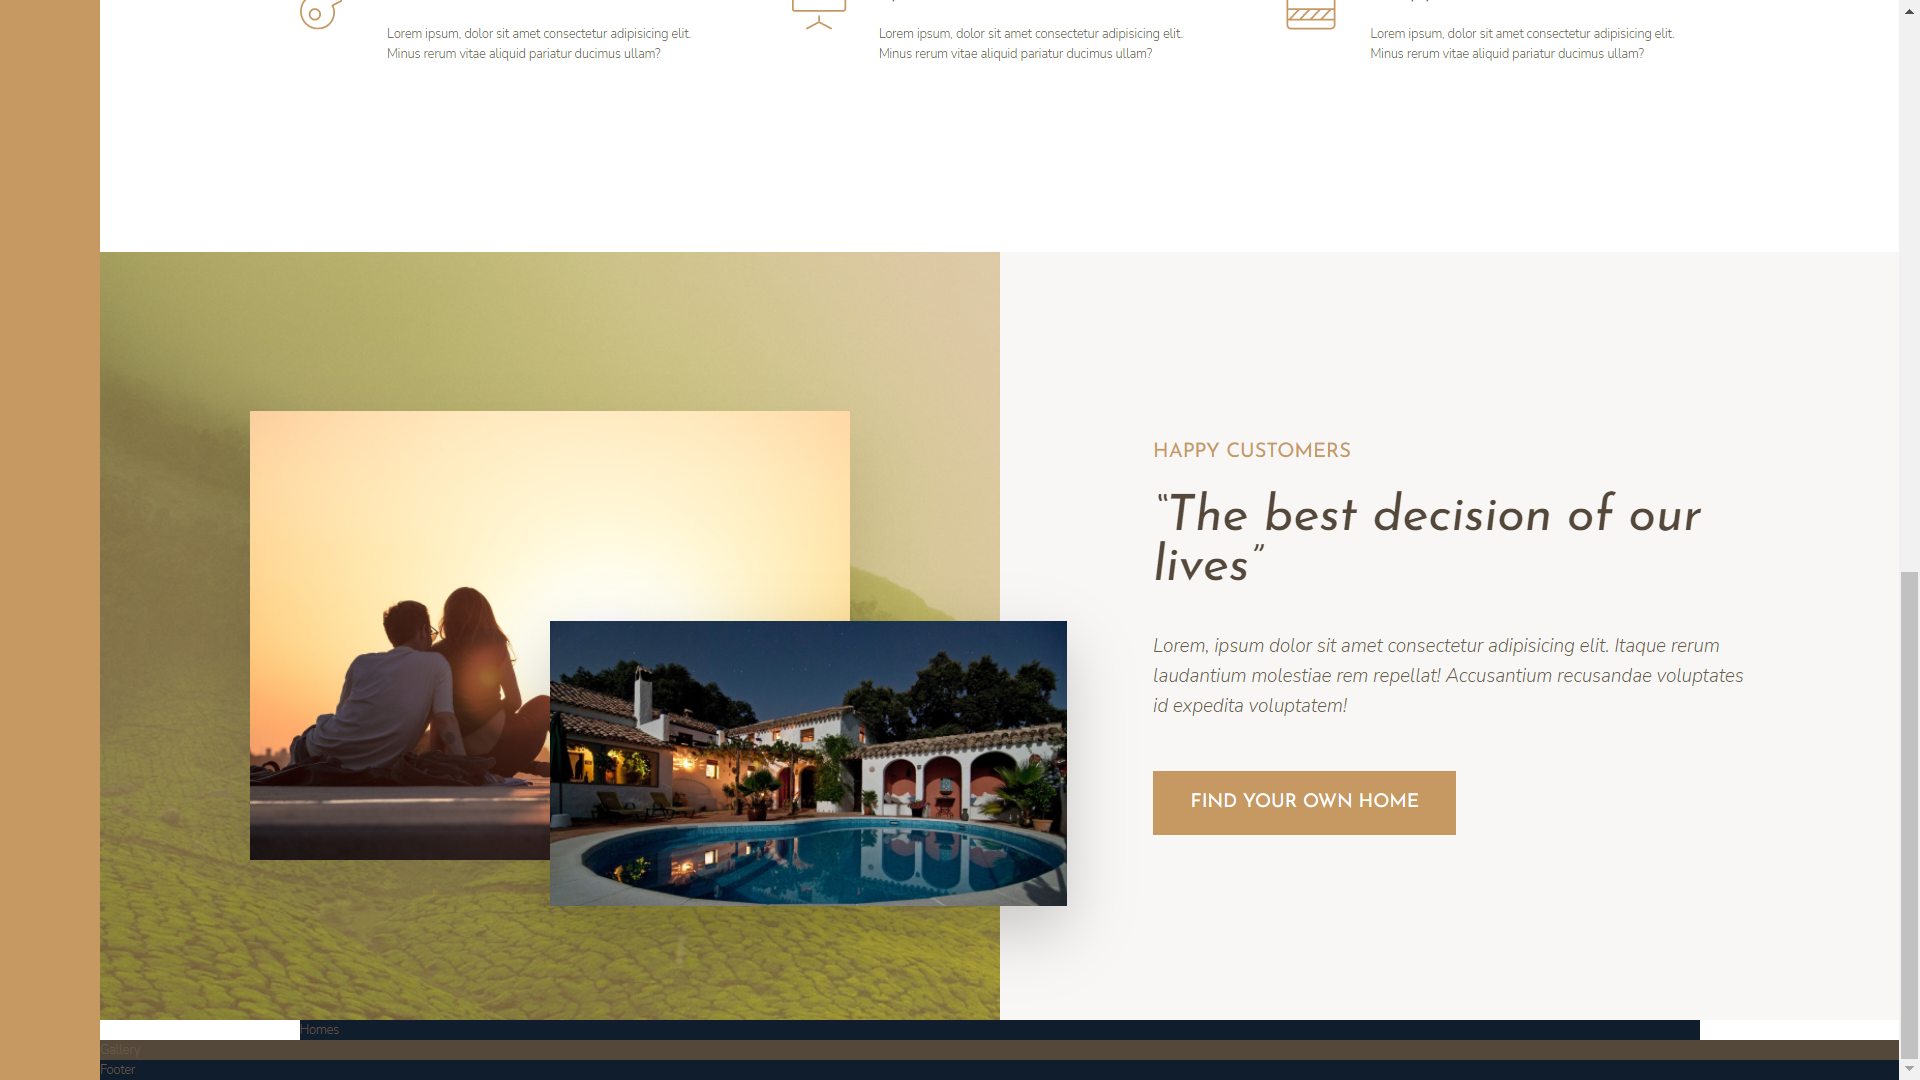 Lorem ipsum, dolor sit amet consectetur adipisicing elit.
Minus rerum vitae aliquid pariatur ducimus ullam?
Lorem ipsum, dolor sit amet consectetur adipisicing elit.
Minus rerum vitae aliquid pariatur ducimus ullam?
Lorem ipsum, dolor sit amet consectetur adipisicing elit.
Minus rerum vitae aliquid pariatur ducimus ullam?
HAPPY CUSTOMERS
“The best decision of our
lives”
Lorem, ipsum dolor sit amet consectetur adipisicing elit. Itaque rerum
laudantium molestiae rem repellat! Accusantium recusandae voluptates
id expedita voluptatem!
FIND YOUR OWN HOME
Homes
Gallery
Footer